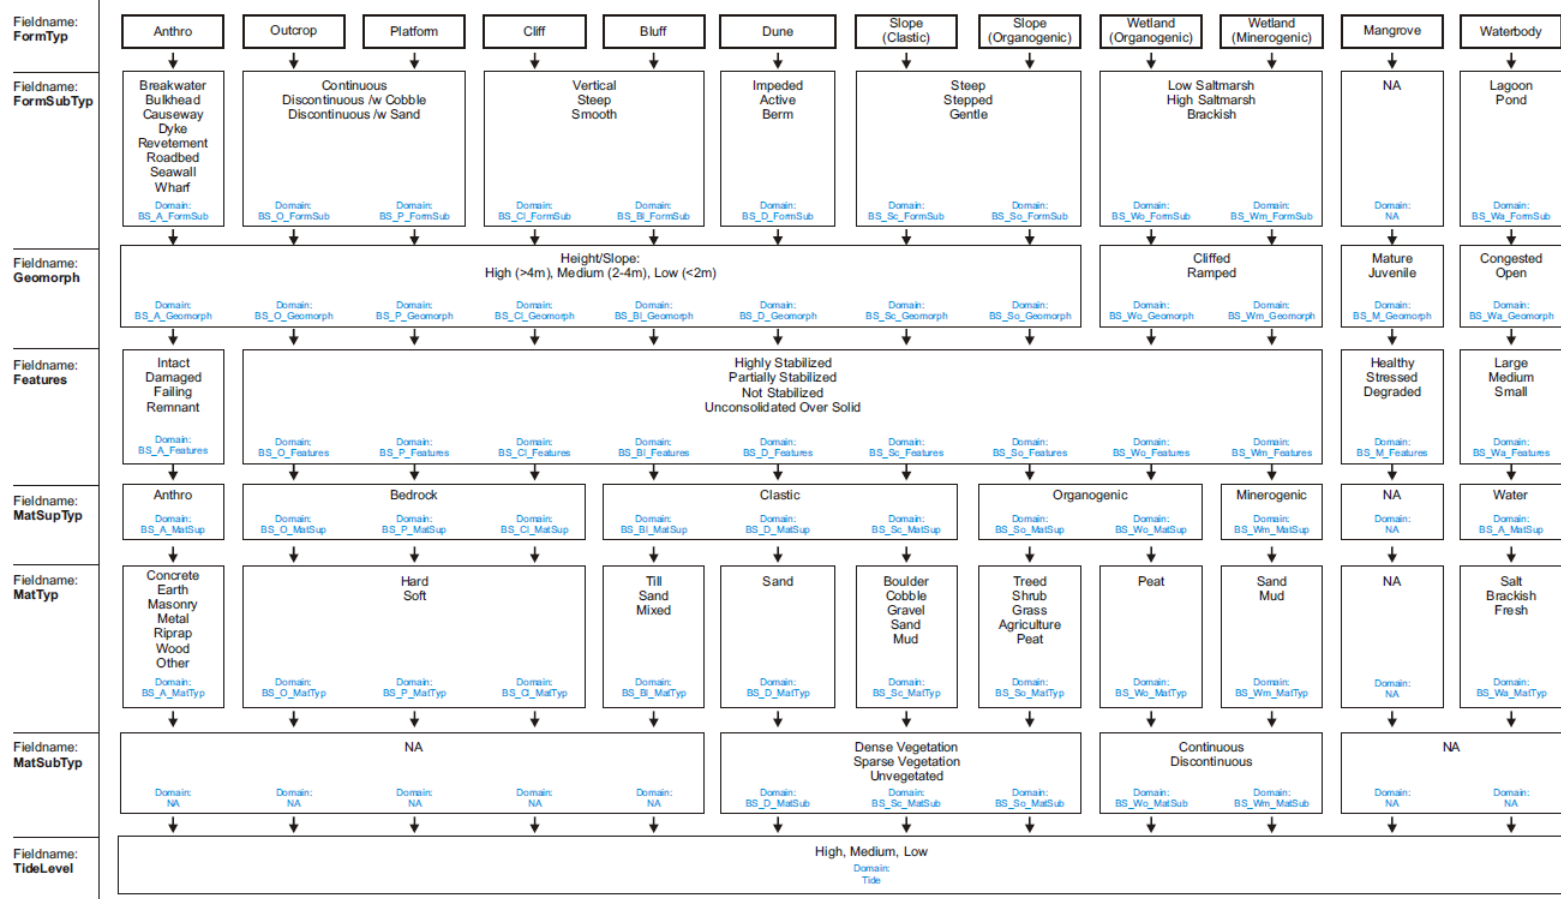 Fieldname:
FormTyp
Anthro
Outcrop
Platform
Cliff
Bluff
Dune
Slope
(Clastic)
Slope
(Organogenic)
Wetland
(Organogenic)
Wetland
(Minerogenic)
Mangrove
Waterbody
Fieldname:
FormSubTyp
Breakwater
Bulkhead
Causeway
Dyke
Revetement
Roadbed
Seawall
Wharf
Domain:
BS_A_FormSub
Continuous
Discontinuous /w Cobble
Discontinuous /w Sand
Domain:
BS_O_FormSub
Domain:
BS_P_FormSub
Vertical
Steep
Smooth
Domain:
BS_Cl_FormSub
Domain:
BS_Bl_FormSub
Impeded
Active
Berm
Domain:
BS_D_FormSub
Steep
Stepped
Gentle
Domain:
BS_Sc_FormSub
Domain:
BS_So_FormSub
Low Saltmarsh
High Saltmarsh
Brackish
Domain:
BS_Wo_FormSub
Domain:
BS_Wm_FormSub
NA
Domain:
NA
Lagoon
Pond
Domain:
BS_Wa_FormSub
Fieldname:
Geomorph
Height/Slope:
High (>4m), Medium (2-4m), Low (<2m)
Domain:
BS_A_Geomorph
Domain:
BS_O_Geomorph
Domain:
BS_P_Geomorph
Domain:
BS_Cl_Geomorph
Domain:
BS_Bl_Geomorph
Domain:
BS_D_Geomorph
Domain:
BS_Sc_Geomorph
Domain:
BS_So_Geomorph
Cliffed
Ramped
Domain:
BS_Wo_Geomorph
Domain:
BS_Wm_Geomorph
Mature
Juvenile
Domain:
BS_M_Geomorph
Congested
Open
Domain:
BS_Wa_Geomorph
Fieldname:
Features
Intact
Damaged
Failing
Remnant
Domain:
BS_A_Features
Highly Stabilized
Partially Stabilized
Not Stabilized
Unconsolidated Over Solid
Domain:
BS_O_Features
Domain:
BS_P_Features
Domain:
BS_Cl_Features
Domain:
BS_Bl_Features
Domain:
BS_D_Features
Domain:
BS_Sc_Features
Domain:
BS_So_Features
Domain:
BS_Wo_Features
Domain:
BS_Wm_Features
Healthy
Stressed
Degraded
Domain:
BS_M_Features
Large
Medium
Small
Domain:
BS_Wa_Features
Fieldname:
MatSupTyp
Anthro
Domain:
BS_A_MatSup
Bedrock
Domain:
BS_O_MatSup
Domain:
BS_P_MatSup
Domain:
BS_Cl_MatSup
Clastic
Domain:
BS_Bl_MatSup
Domain:
BS_D_MatSup
Domain:
BS_Sc_MatSup
Organogenic
Domain:
BS_So_MatSup
Domain:
BS_Wo_MatSup
Minerogenic
Domain:
BS_Wm_MatSup
NA
Domain:
NA
Water
Domain:
BS_A_MatSup
Fieldname:
MatTyp
Concrete
Earth
Masonry
Metal
Riprap
Wood
Other
Domain:
BS_A_MatTyp
Hard
Soft
Domain:
BS_O_MatTyp
Domain:
BS_P_MatTyp
Domain:
BS_Cl_MatTyp
Till
Sand
Mixed
Domain:
BS_Bl_MatTyp
Sand
Domain:
BS_D_MatTyp
Boulder
Cobble
Gravel
Sand
Mud
Domain:
BS_Sc_MatTyp
Treed
Shrub
Grass
Agriculture
Peat
Domain:
BS_So_MatTyp
Peat
Domain:
BS_Wo_MatTyp
Sand
Mud
Domain:
BS_Wm_MatTyp
NA
Domain:
NA
Salt
Brackish
Fresh
Domain:
BS_Wa_MatTyp
Fieldname:
MatSubTyp
NA
Domain:
NA
Domain:
NA
Domain:
NA
Domain:
NA
Domain:
NA
Dense Vegetation
Sparse Vegetation
Unvegetated
Domain:
BS_D_MatSub
Domain:
BS_Sc_MatSub
Domain:
BS_So_MatSub
Continuous
Discontinuous
Domain:
BS_Wo_MatSub
Domain:
BS_Wm_MatSub
NA
Domain:
NA
Domain:
NA
Fieldname:
TideLevel
High, Medium, Low
Domain:
Tide